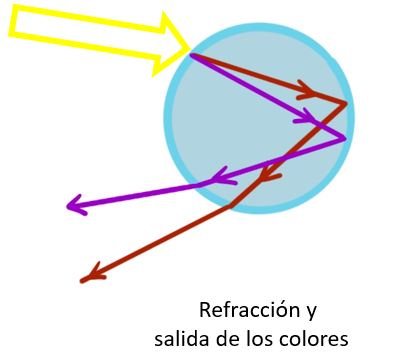 Refracción y
salida de los colores